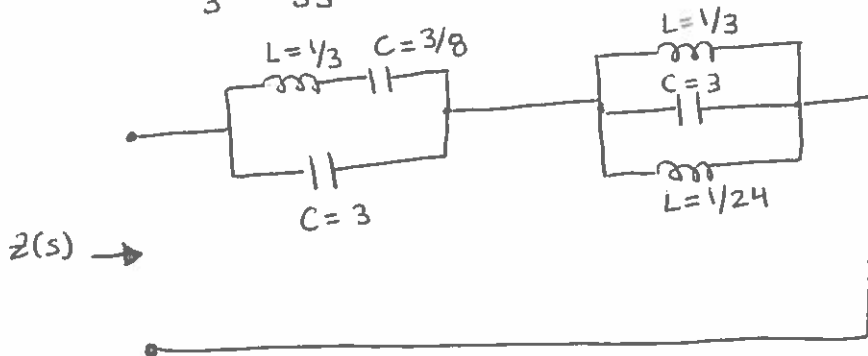 L = 1/3 C = 3/8
C = 3
L = 1/3
C = 3
L = 1/24
Z(s) →